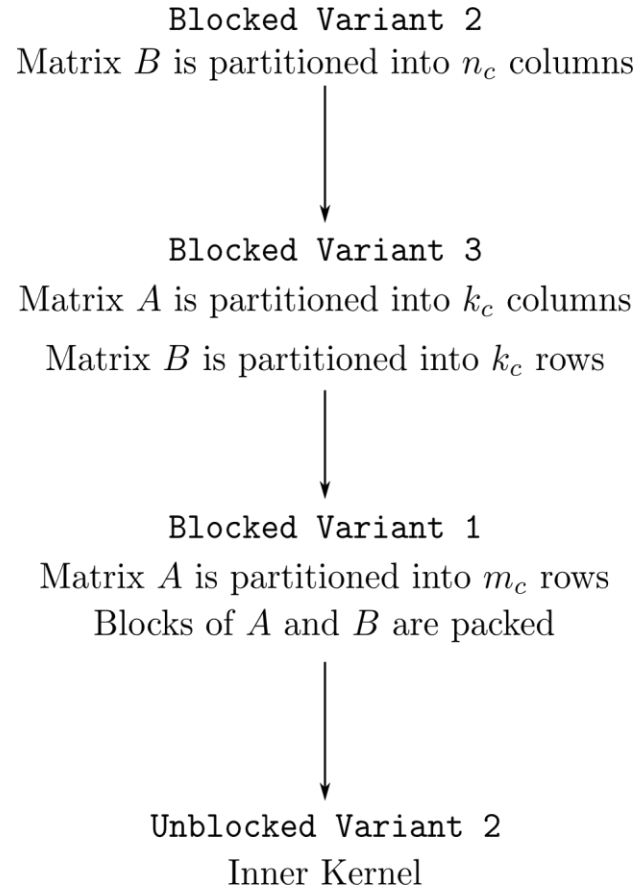 Blocked Variant 2
Matrix B is partitioned into n_c columns
Blocked Variant 3
Matrix A is partitioned into k_c columns
Matrix B is partitioned into k_c rows
Blocked Variant 1
Matrix A is partitioned into m_c rows
Blocks of A and B are packed
Unblocked Variant 2
Inner Kernel